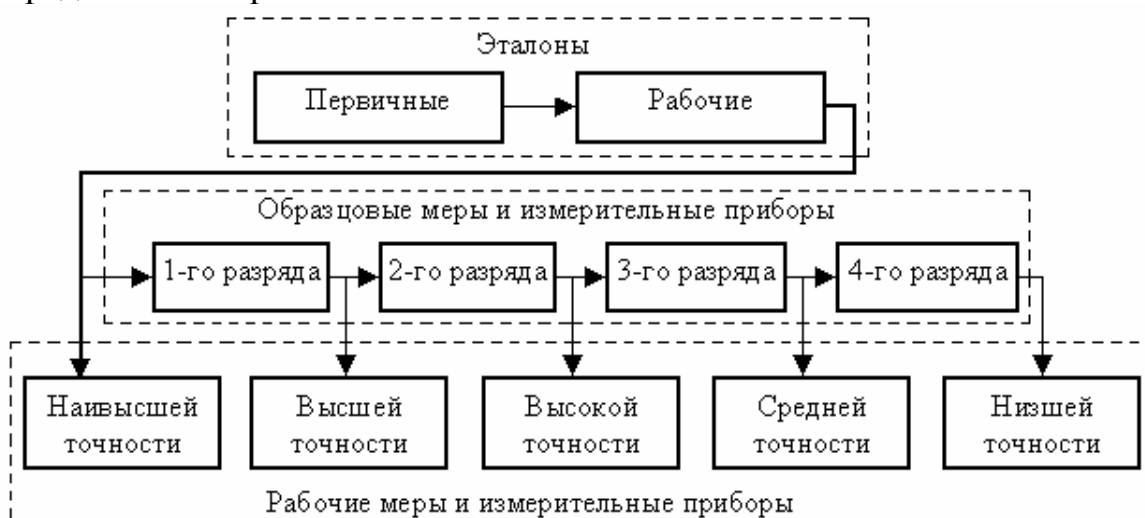 Эталоны
Первичные
Рабочие
Образцовые меры и измерительные приборы
1-го разряда
2-го разряда
3-го разряда
4-го разряда
Наивысшей
точности
Высшей
точности
Высокой
точности
Средней
точности
Низшей
точности
Рабочие меры и измерительные приборы